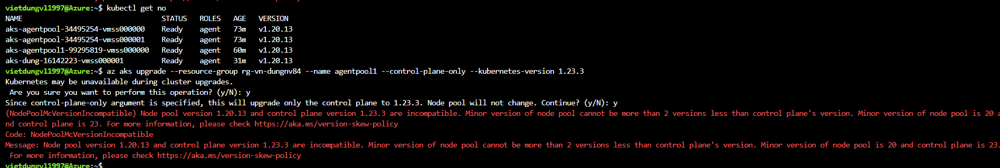 vietdungvl1997@Azure:~$ kubectl get no
NAME STATUS ROLES AGE VERSION
aks-agentpool-34495254-vmss000000 Ready agent 73m v1.20.13
aks-agentpool-34495254-vmss000001 Ready agent 73m v1.20.13
aks-agentpool1-99295819-vmss000000 Ready agent 60m v1.20.13
aks-dung-16142223-vmss000001 Ready agent 31m v1.20.13
vietdungvl1997@Azure:~$ az aks upgrade --resource-group rg-vn-dungnv84 --name agentpool1 --control-plane-only --kubernetes-version 1.23.3
Kubernetes may be unavailable during cluster upgrades.
Are you sure you want to perform this operation? (y/N): y
Since control-plane-only argument is specified, this will upgrade only the control plane to 1.23.3. Node pool will not change. Continue? (y/N): y
(NodePoolMcVersionIncompatible) Node pool version 1.20.13 and control plane version 1.23.3 are incompatible. Minor version of node pool cannot be more than 2 versions less than control plane's version. Minor version of node pool is 20 a
nd control plane is 23. For more information, please check https://aka.ms/version-skew-policy
Code: NodePoolMcVersionIncompatible
Message: Node pool version 1.20.13 and control plane version 1.23.3 are incompatible. Minor version of node pool cannot be more than 2 versions less than control plane's version. Minor version of node pool is 20 and control plane is 23.
For more information, please check https://aka.ms/version-skew-policy
vietdungvl1997@Azure:~$